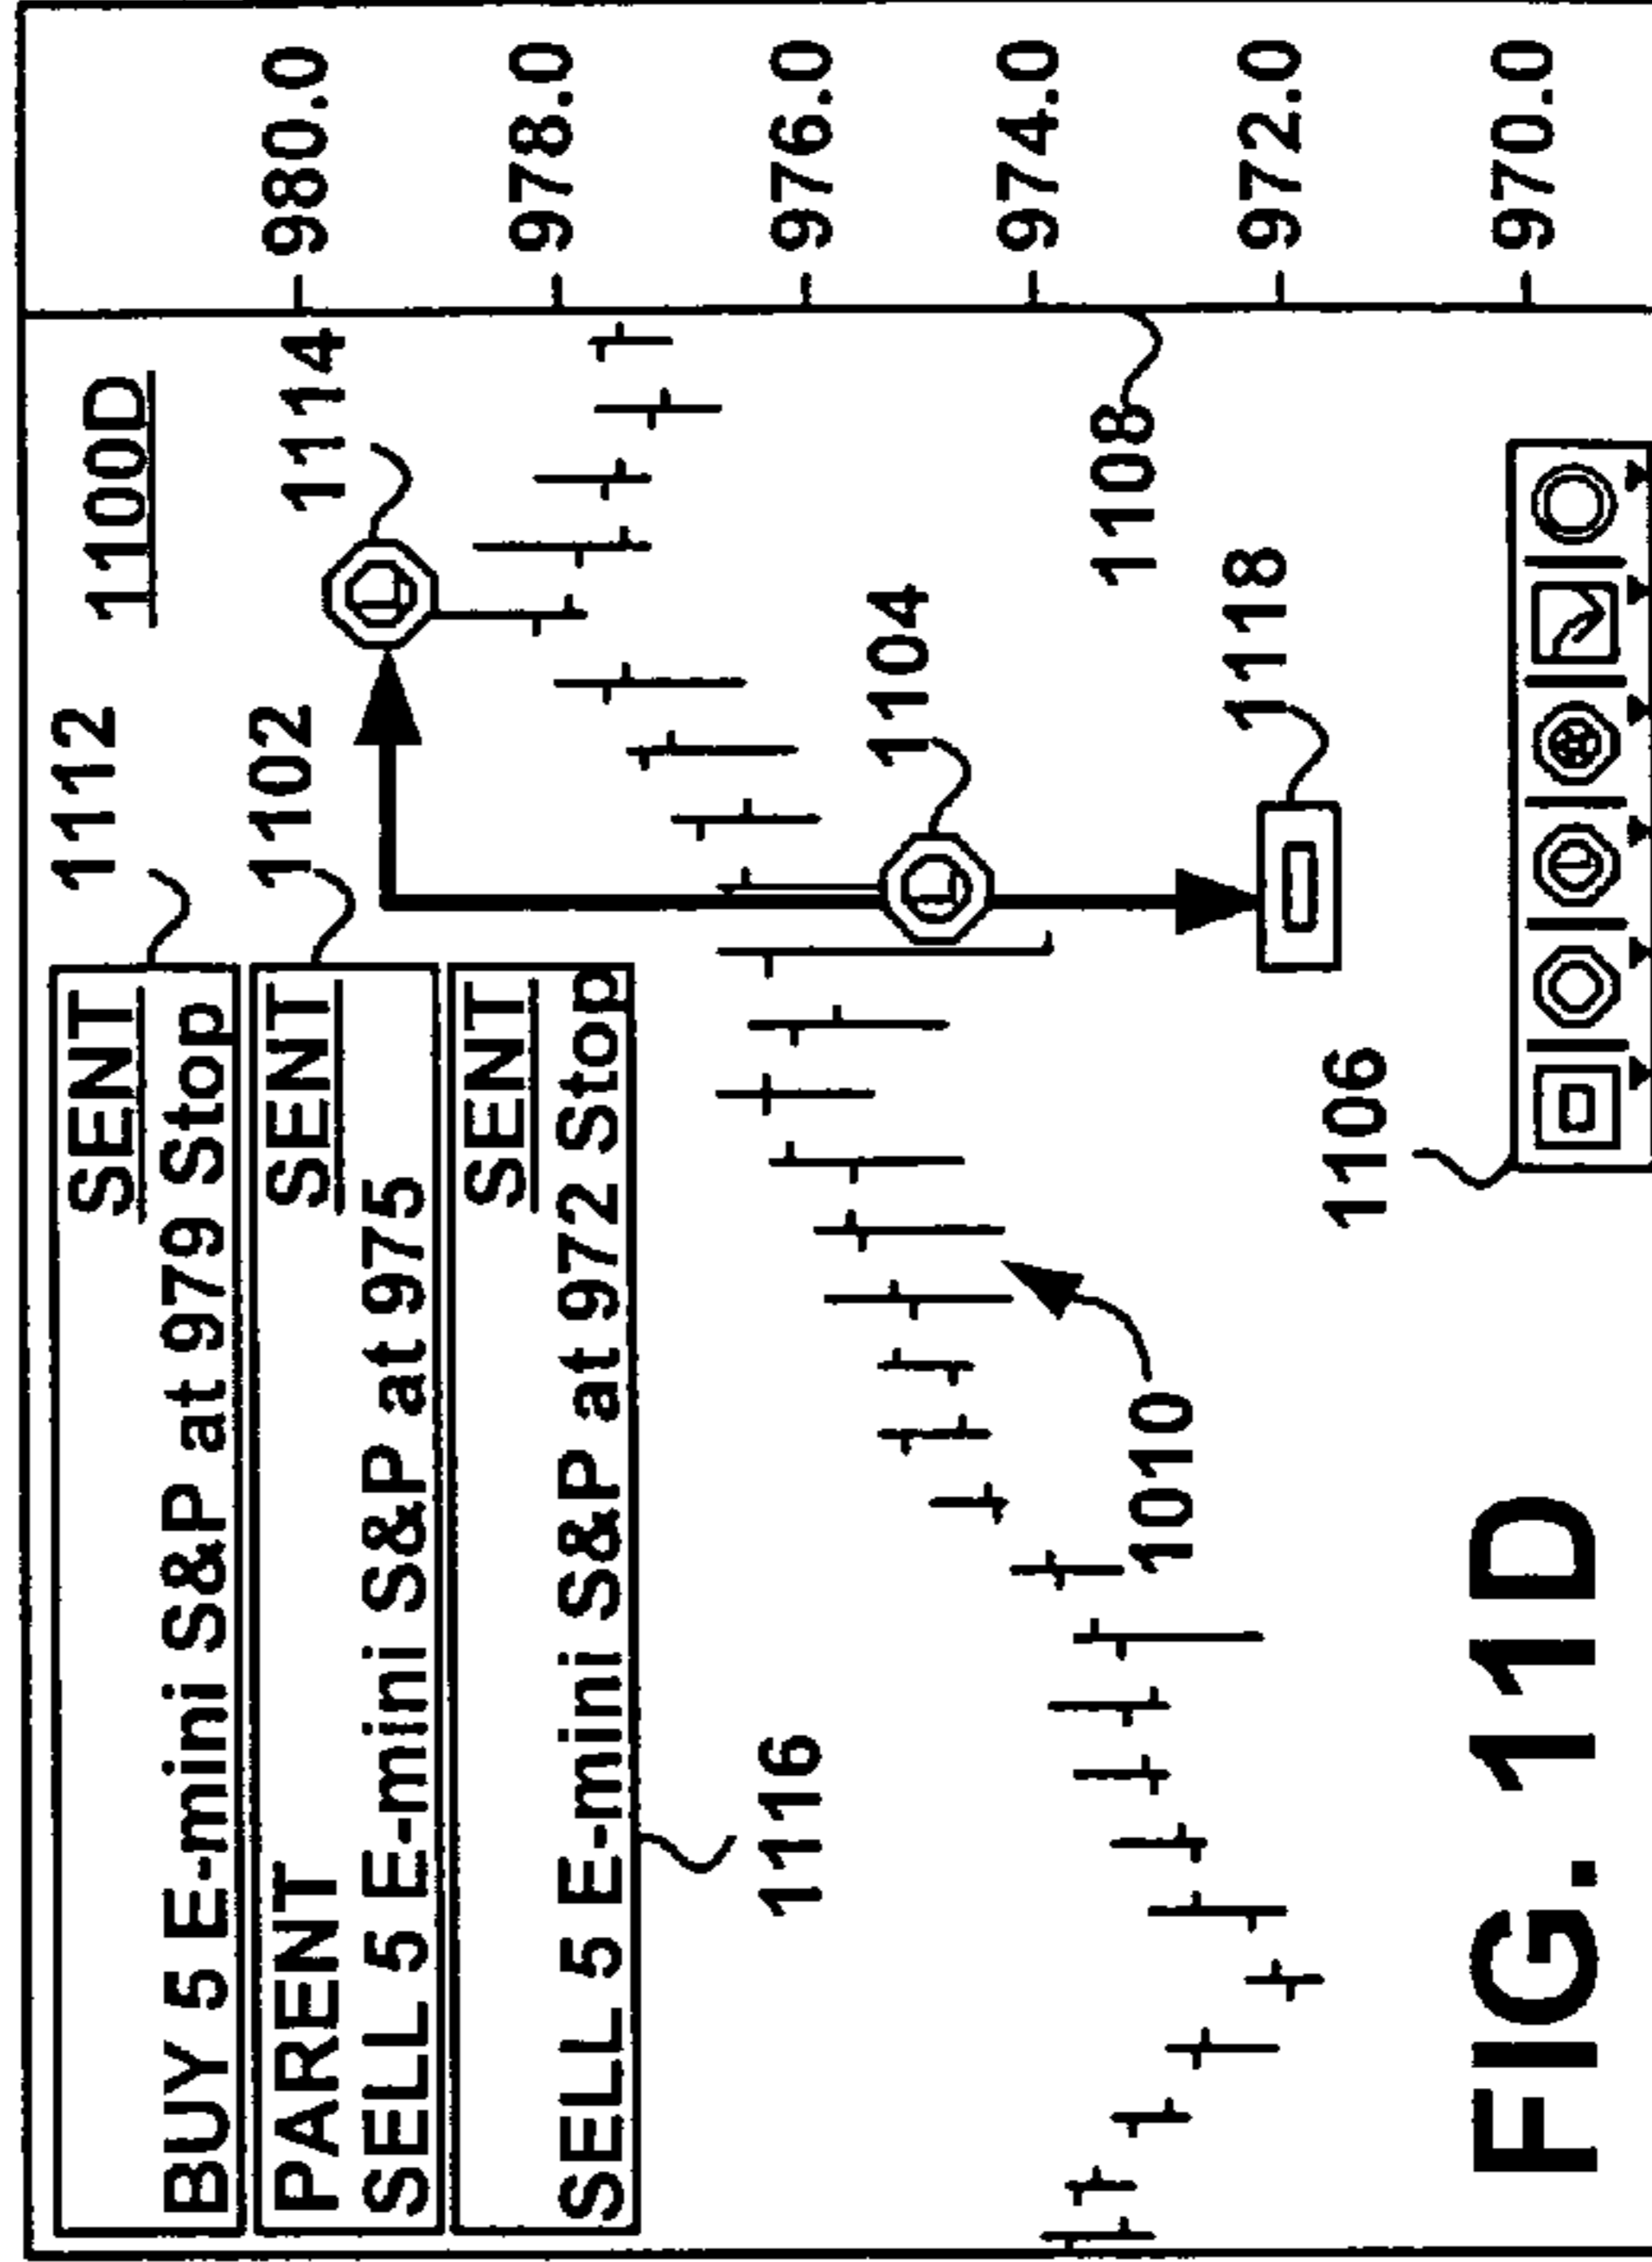 1112
1100D
SENT
BUY 5 E-mini S&P at 979 Stop
1102
1114
980.0
PARENT
SENT
SELL 5 E-mini S&P at 975
SENT
SELL 5 E-mini S&P at 972 Stop
978.0
1116
976.0
1104
974.0
1010
1108
1118
972.0
1106
970.0
FIG. 11D